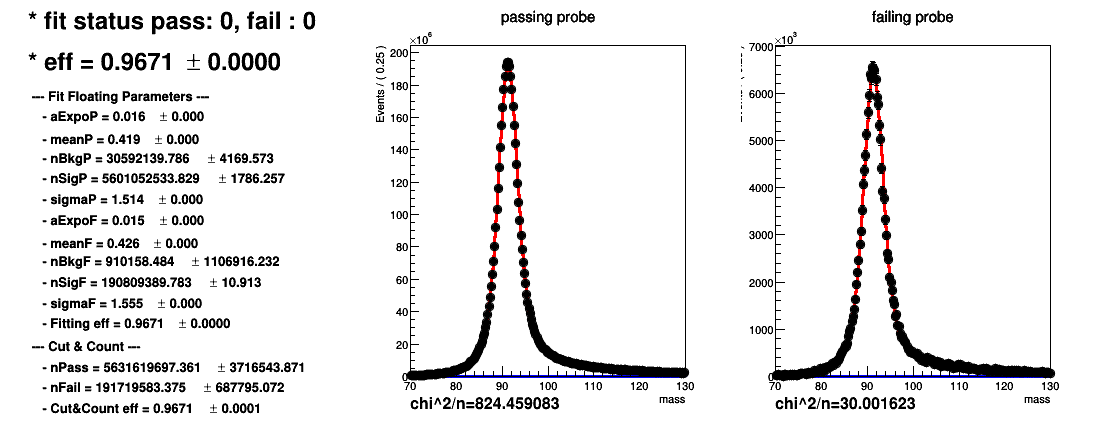 * fit status pass: 0, fail : 0
* eff = 0.9671 ± 0.0000
--- Fit Floating Parameters ---
- aExpoP = 0.016 ± 0.000
- meanP = 0.419 ± 0.000
- nBkgP = 30592139.786 ± 4169.573
- nSigP = 5601052533.829 ± 1786.257
- sigmaP = 1.514 ± 0.000
- aExpoF = 0.015 ± 0.000
- meanF = 0.426 ± 0.000
- nBkgF = 910158.484 ± 1106916.232
- nSigF = 190809389.783 ± 10.913
- sigmaF = 1.555 ± 0.000
- Fitting eff = 0.9671 ± 0.0000
--- Cut & Count ---
- nPass = 5631619697.361 ± 3716543.871
- nFail = 191719583.375 ± 687795.072
- Cut&Count eff = 0.9671 ± 0.0001
passing probe
×10^6
Events / ( 0.25 )
200
180
160
140
120
100
80
60
40
20
0
70 80 90 100 110 120 130
mass
chi^2/n=824.459083
failing probe
×10^3
7000
6000
5000
4000
3000
2000
1000
0
70 80 90 100 110 120 130
mass
chi^2/n=30.001623